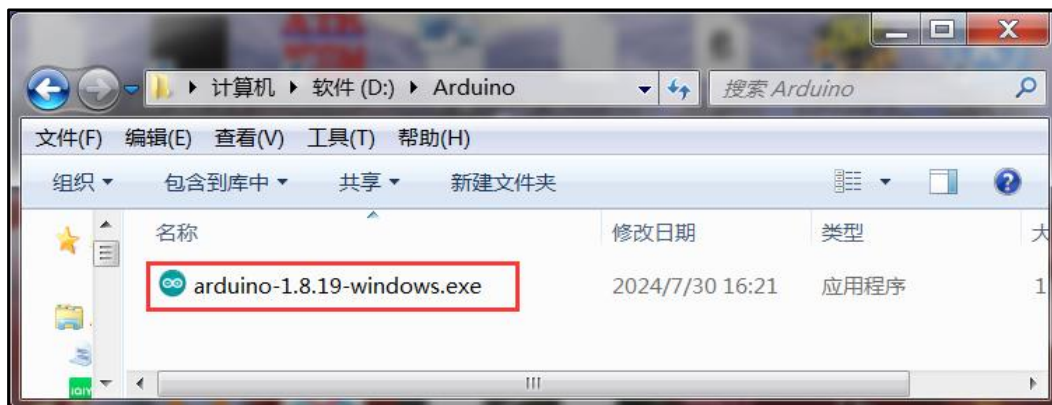 计算机 软件 (D:) Arduino 搜索 Arduino
文件(F) 编辑(E) 查看(V) 工具(T) 帮助(H)
组织 包含到库中 共享 新建文件夹
名称 修改日期 类型 大
arduino-1.8.19-windows.exe 2024/7/30 16:21 应用程序 1